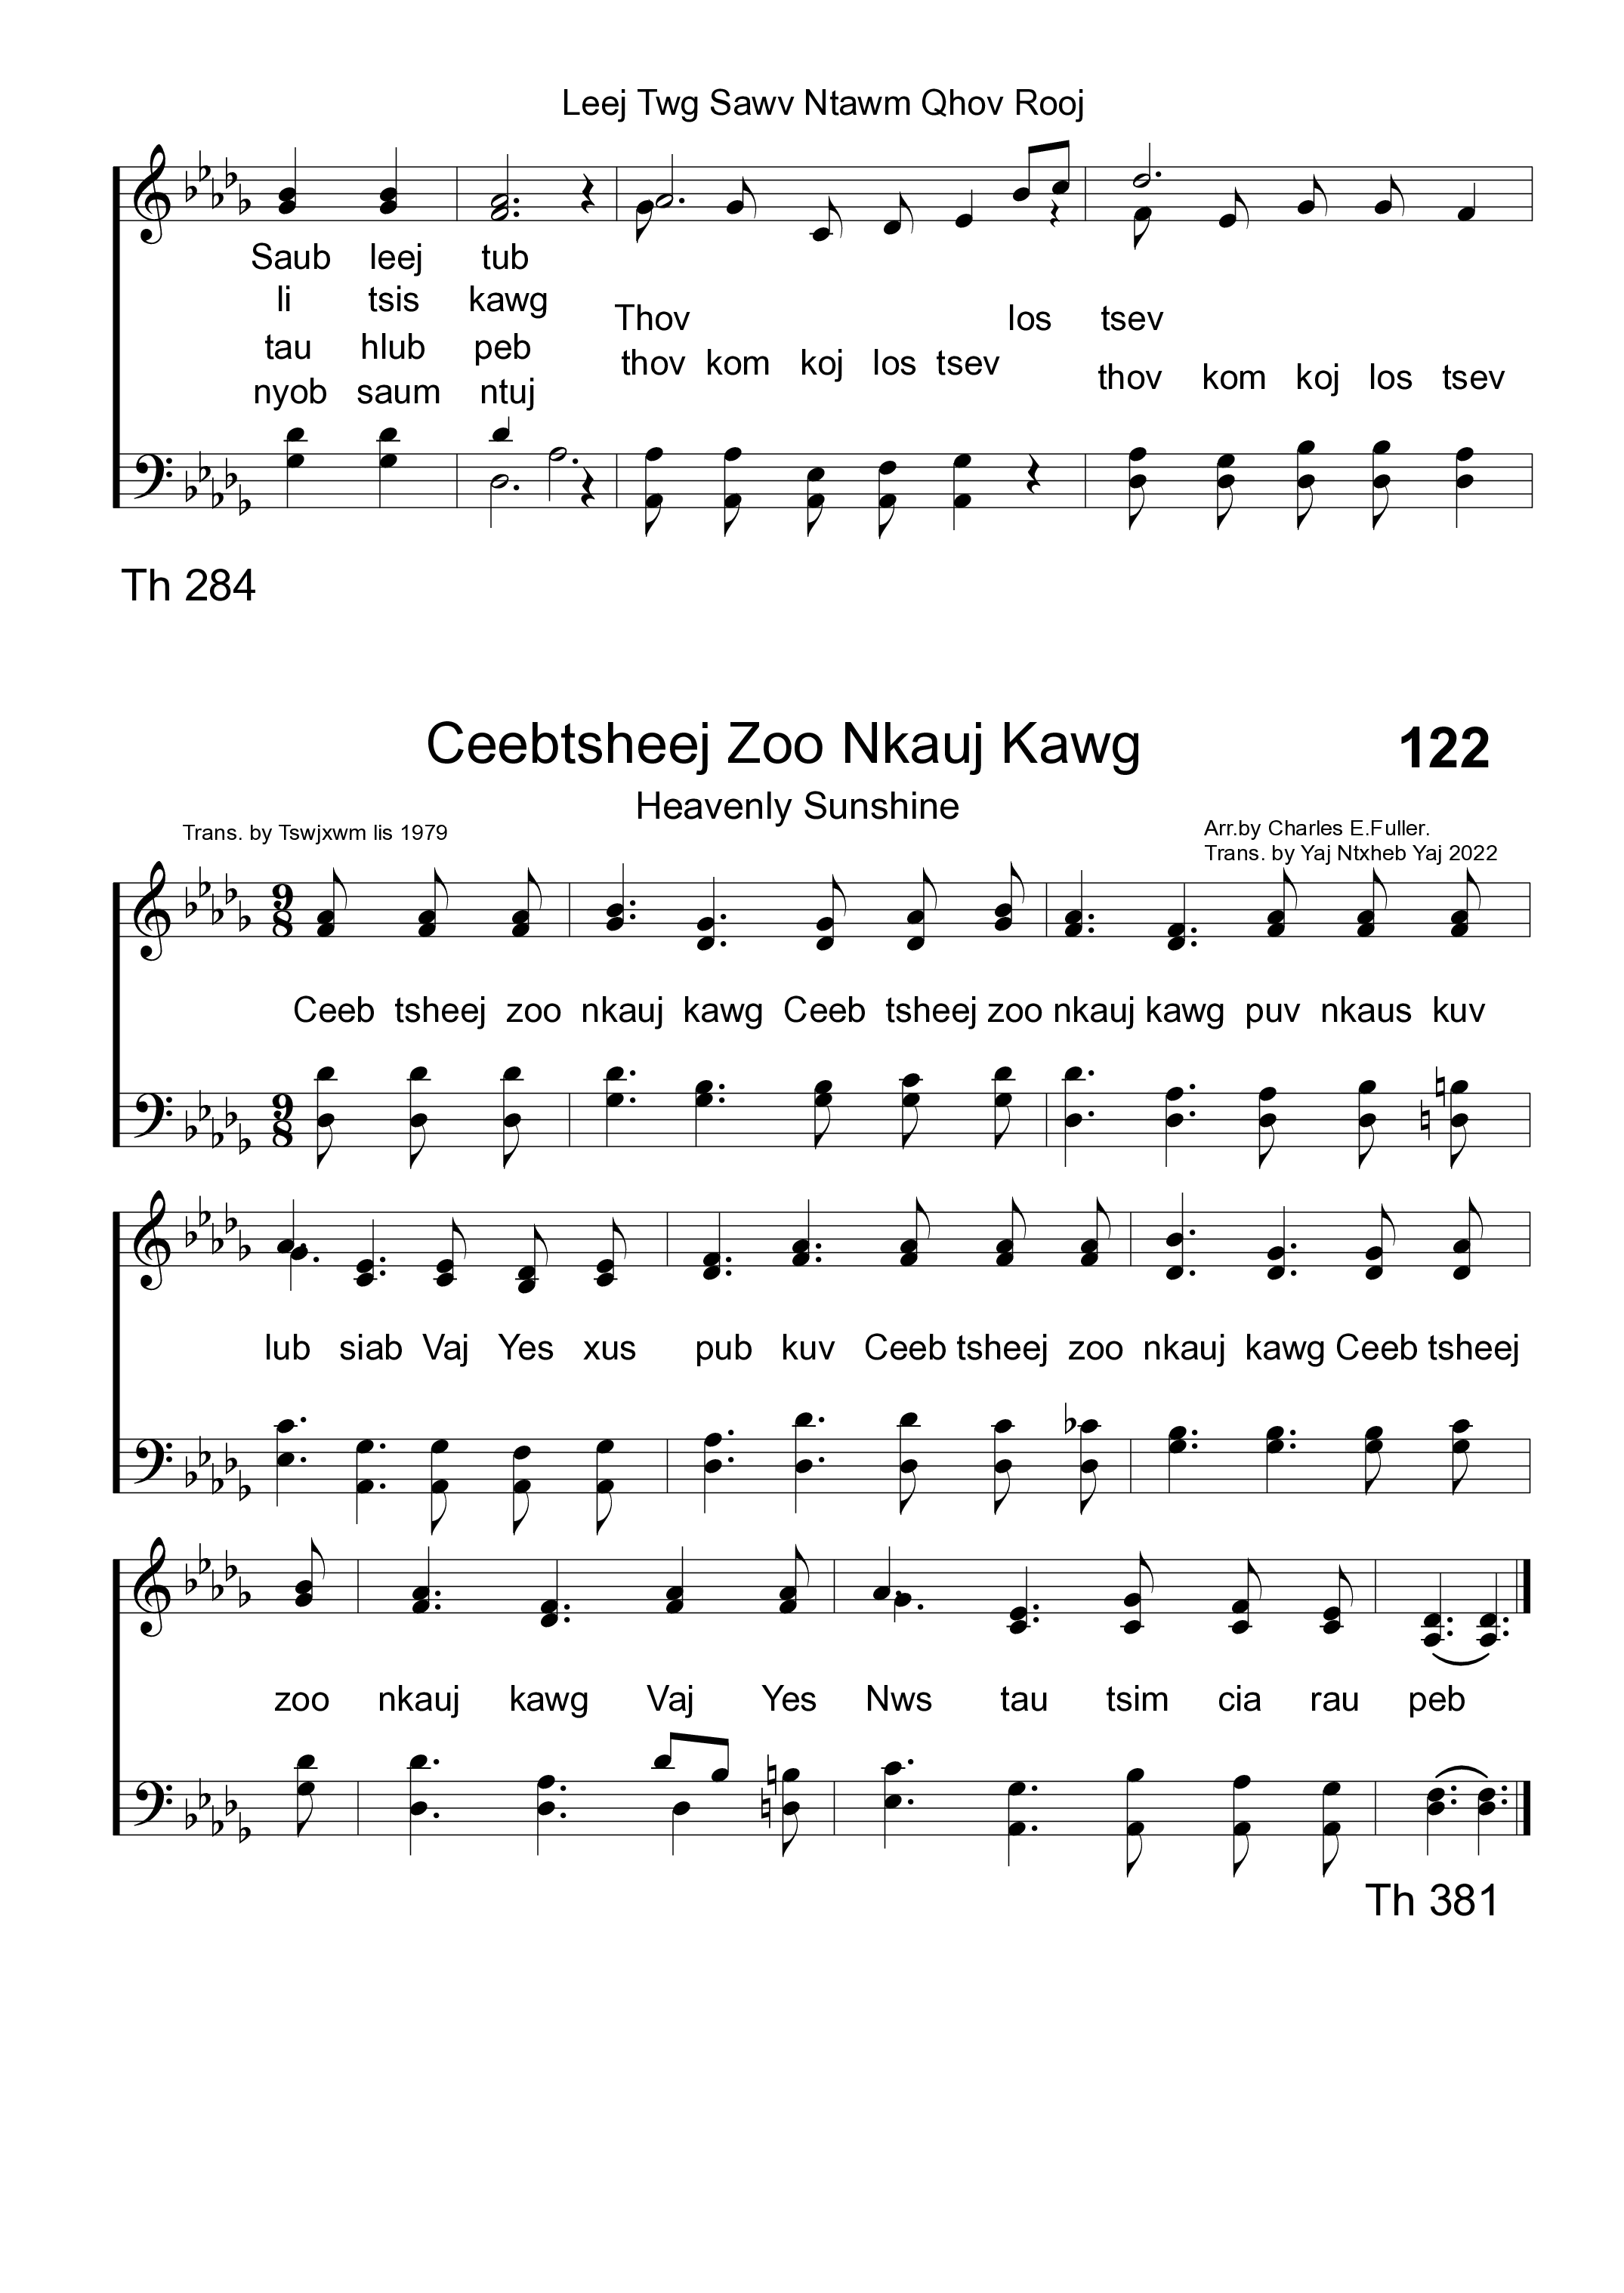 Leej Twg Sawv Ntawm Qhov Rooj
Saub leej tub
li tsis kawg
Thov los tsev
tau hlub peb
thov kom koj los tsev thov kom koj los tsev
nyob saum ntuj
Th 284
Ceebtsheej Zoo Nkauj Kawg 122
Heavenly Sunshine
Trans. by Tswjxwm lis 1979
Arr.by Charles E.Fuller.
Trans. by Yaj Ntxheb Yaj 2022
9 8
Ceeb tsheej zoo nkauj kawg Ceeb tsheej zoo nkauj kawg puv nkaus kuv
9 8
lub siab Vaj Yes xus pub kuv Ceeb tsheej zoo nkauj kawg Ceeb tsheej
zoo nkauj kawg Vaj Yes Nws tau tsim cia rau peb
Th 381